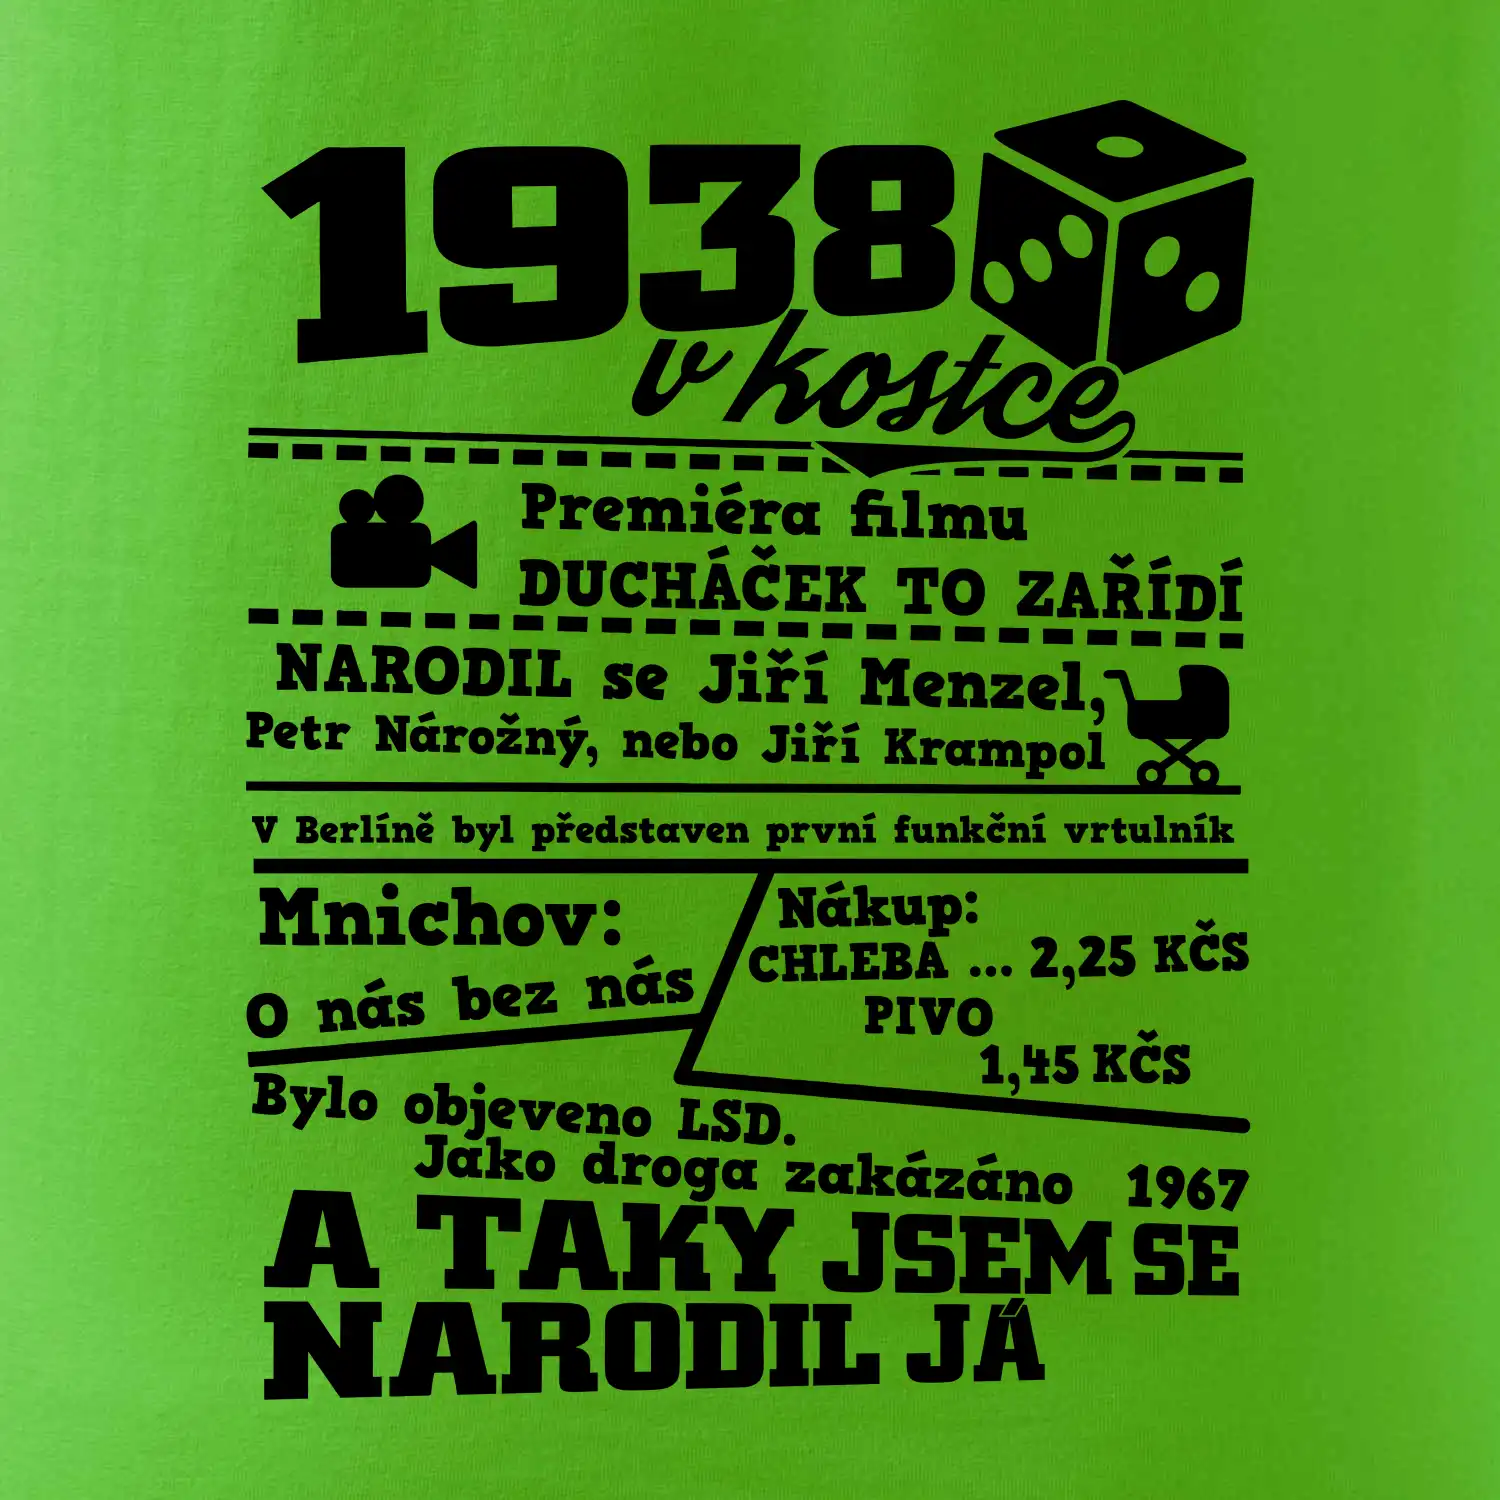 1938
v kostce
Premiéra filmu
DUCHÁČEK TO ZAŘÍDÍ
NARODIL se Jiří Menzel,
Petr Nárožný, nebo Jiří Krampol
V Berlíně byl představen první funkční vrtulník
Mnichov:
O nás bez nás
Nákup:
CHLEBA ... 2,25 KČS
PIVO
1,45 KČS
Bylo objeveno LSD.
Jako droga zakázáno 1967
A TAKY JSEM SE
NARODIL JÁ